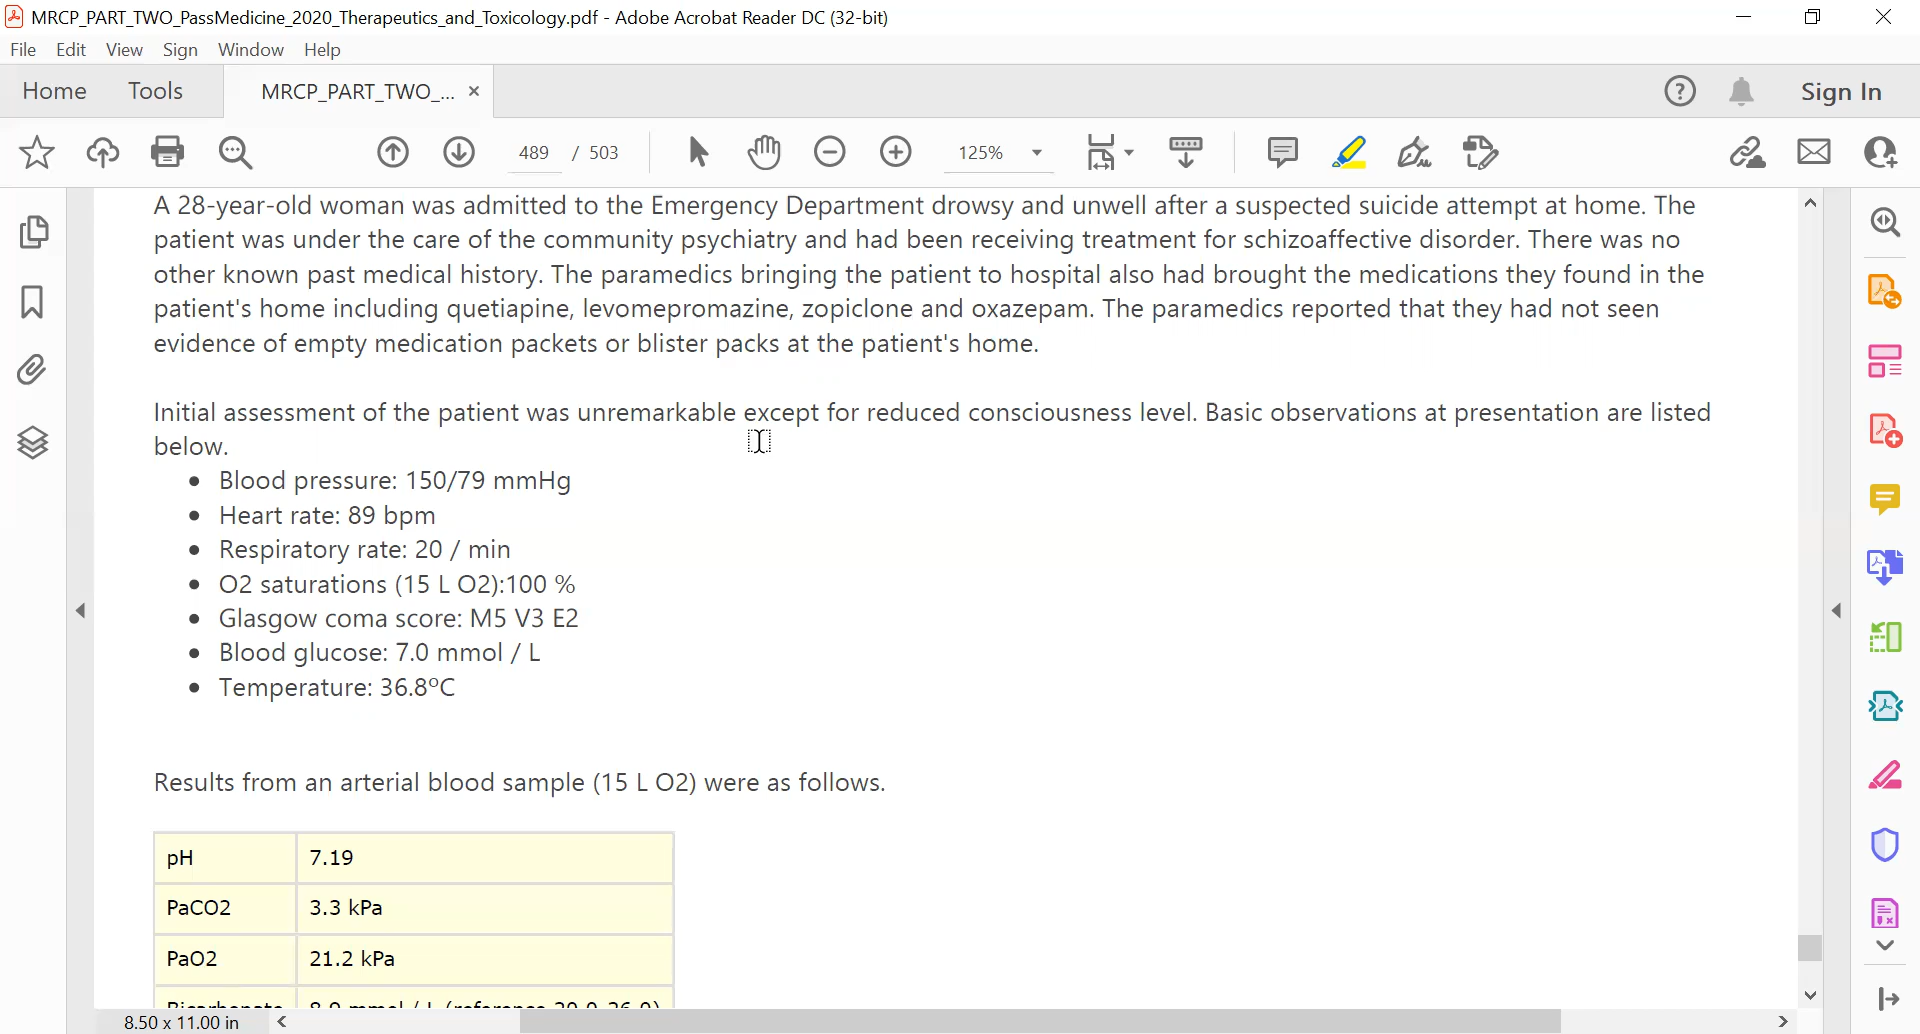 MRCP_PART_TWO_PassMedicine_2020_Therapeutics_and_Toxicology.pdf - Adobe Acrobat Reader DC (32-bit)
File Edit View Sign Window Help
Home Tools MRCP_PART_TWO_... × Sign In
489 / 503 125%
A 28-year-old woman was admitted to the Emergency Department drowsy and unwell after a suspected suicide attempt at home. The
patient was under the care of the community psychiatry and had been receiving treatment for schizoaffective disorder. There was no
other known past medical history. The paramedics bringing the patient to hospital also had brought the medications they found in the
patient's home including quetiapine, levomepromazine, zopiclone and oxazepam. The paramedics reported that they had not seen
evidence of empty medication packets or blister packs at the patient's home.
Initial assessment of the patient was unremarkable except for reduced consciousness level. Basic observations at presentation are listed
below.
• Blood pressure: 150/79 mmHg
• Heart rate: 89 bpm
• Respiratory rate: 20 / min
• O2 saturations (15 L O2):100 %
• Glasgow coma score: M5 V3 E2
• Blood glucose: 7.0 mmol / L
• Temperature: 36.8ºC
Results from an arterial blood sample (15 L O2) were as follows.
pH 7.19
PaCO2 3.3 kPa
PaO2 21.2 kPa
8.50 x 11.00 in